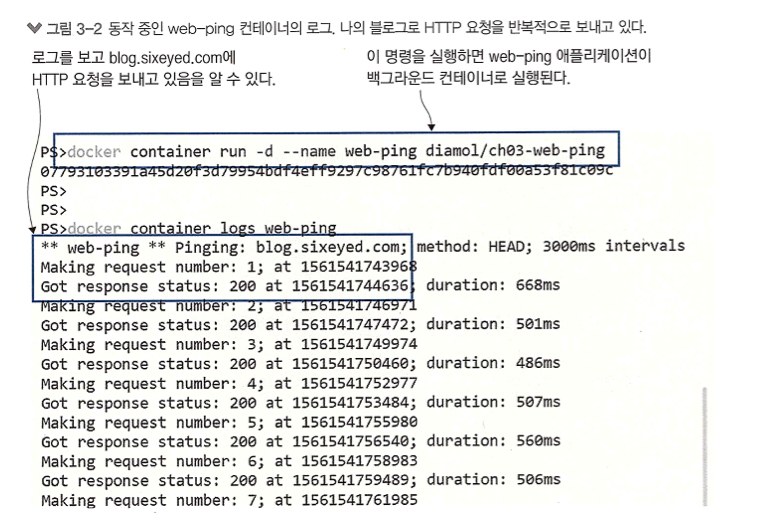 그림 3-2 동작 중인 web-ping 컨테이너의 로그. 나의 블로그로 HTTP 요청을 반복적으로 보내고 있다.
로그를 보고 blog.sixeyed.com에
HTTP 요청을 보내고 있음을 알 수 있다.
이 명령을 실행하면 web-ping 애플리케이션이
백그라운드 컨테이너로 실행된다.
PS>docker container run -d --name web-ping diamol/ch03-web-ping
07793103391a45d20f3d79954bdf4eff9297c98761fc7b940fdf00a53f81c09c
PS>
PS>
PS>docker container logs web-ping
** web-ping ** Pinging: blog.sixeyed.com; method: HEAD; 3000ms intervals
Making request number: 1; at 1561541743968
Got response status: 200 at 1561541744636; duration: 668ms
Making request number: 2; at 1561541746971
Got response status: 200 at 1561541747472; duration: 501ms
Making request number: 3; at 1561541749974
Got response status: 200 at 1561541750460; duration: 486ms
Making request number: 4; at 1561541752977
Got response status: 200 at 1561541753484; duration: 507ms
Making request number: 5; at 1561541755980
Got response status: 200 at 1561541756540; duration: 560ms
Making request number: 6; at 1561541758983
Got response status: 200 at 1561541759489; duration: 506ms
Making request number: 7; at 1561541761985